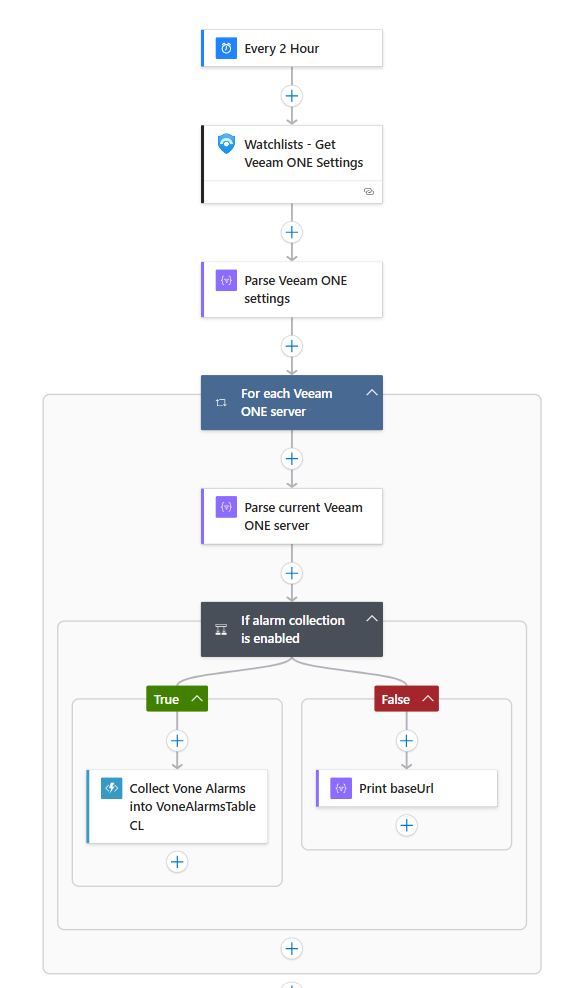 Every 2 Hour
Watchlists - Get
Veeam ONE Settings
Parse Veeam ONE
settings
For each Veeam
ONE server
Parse current Veeam
ONE server
If alarm collection
is enabled
True
False
Collect Vone Alarms
into VoneAlarmsTable
CL
Print baseUrl